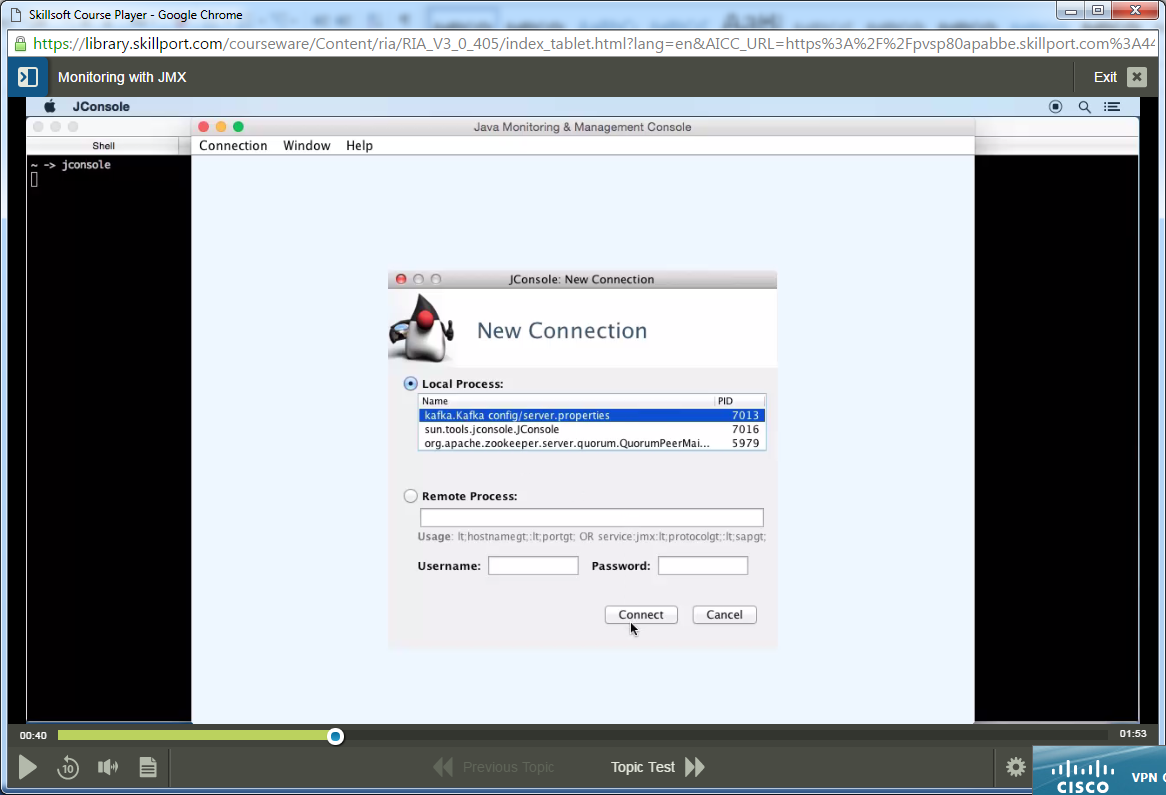 Skillsoft Course Player - Google Chrome
https://library.skillport.com/courseware/Content/ria/RIA_V3_0_405/index_tablet.html?lang=en&AICC_URL=https%3A%2F%2Fpvsp80apabbe.skillport.com%3A44
Monitoring with JMX
Exit
JConsole
Java Monitoring & Management Console
Shell
Connection Window Help
~ -> jconsole
JConsole: New Connection
New Connection
Local Process:
Name PID
kafka.Kafka config/server.properties 7013
sun.tools.jconsole.JConsole 7016
org.apache.zookeeper.server.quorum.QuorumPeerMai... 5979
Remote Process:
Usage: lt;hostnamegt;:lt;portgt; OR service:jmx:lt;protocolgt;:lt;sapgt;
Username: Password:
Connect Cancel
00:40 01:53
10 Previous Topic Topic Test
CISCO VPN